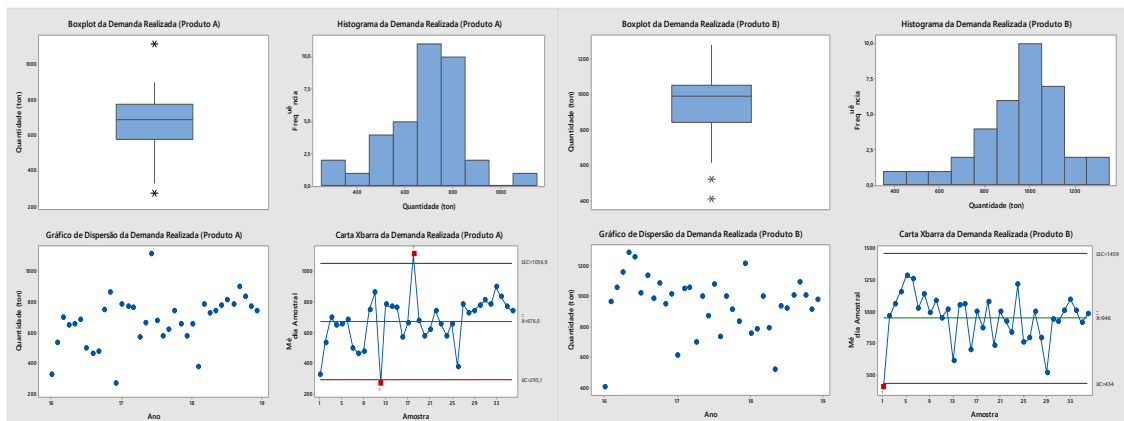 Boxplot da Demanda Realizada (Produto A)
Quantidade (ton)
1000
800
600
400
200
Histograma da Demanda Realizada (Produto A)
Freq uê ncia
10,0
7,5
5,0
2,5
0,0
400 600 800 1000
Quantidade (ton)
Boxplot da Demanda Realizada (Produto B)
Quantidade (ton)
1200
1000
800
600
400
Histograma da Demanda Realizada (Produto B)
Freq uê ncia
10,0
7,5
5,0
2,5
0,0
400 600 800 1000 1200
Quantidade (ton)
Gráfico de Dispersão da Demanda Realizada (Produto A)
Quantidade (ton)
1000
800
600
400
200
16 17 18 19
Ano
Carta Xbarra da Demanda Realizada (Produto A)
Mé dia Amostral
1000
800
600
400
200
LSC=1056,9
X=676,0
LIC=295,1
1
1
1 5 9 13 17 21 25 29 33
Amostra
Gráfico de Dispersão da Demanda Realizada (Produto B)
Quantidade (ton)
1200
1000
800
600
400
16 17 18 19
Ano
Carta Xbarra da Demanda Realizada (Produto B)
Mé dia Amostral
1500
1250
1000
750
500
LSC=1459
X=946
LIC=434
1 5 9 13 17 21 25 29 33
Amostra